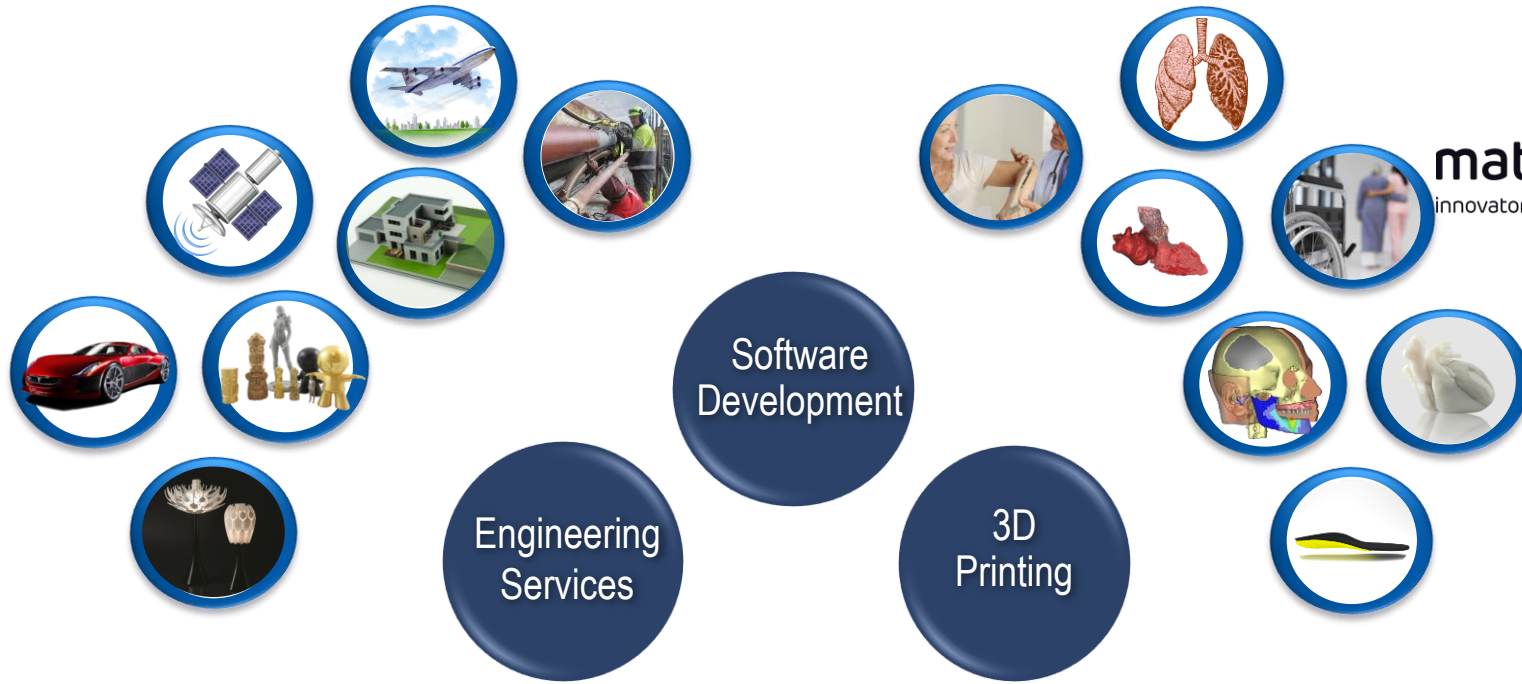 mat
innovator
Software
Development
Engineering
Services
3D
Printing